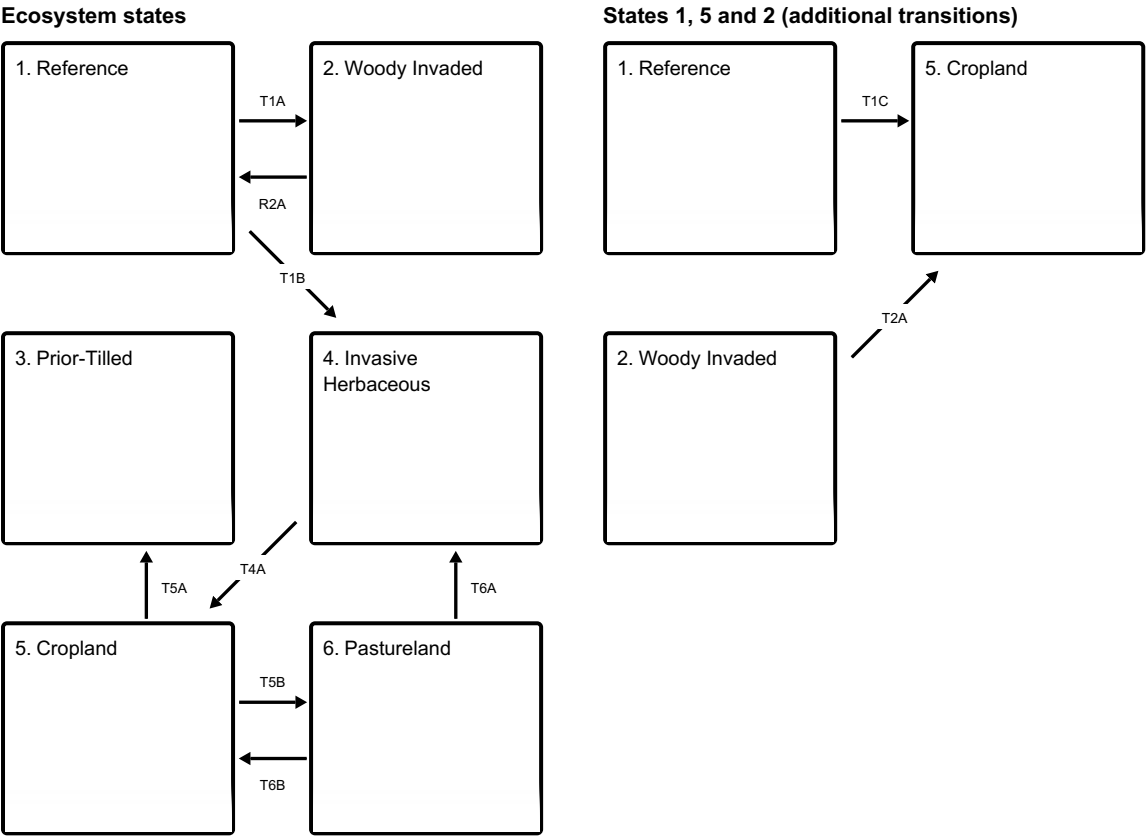 Ecosystem states
1. Reference
2. Woody Invaded
T1A
R2A
T1B
3. Prior-Tilled
4. Invasive
Herbaceous
T4A
T5A
T6A
5. Cropland
6. Pastureland
T5B
T6B
States 1, 5 and 2 (additional transitions)
1. Reference
5. Cropland
T1C
T2A
2. Woody Invaded